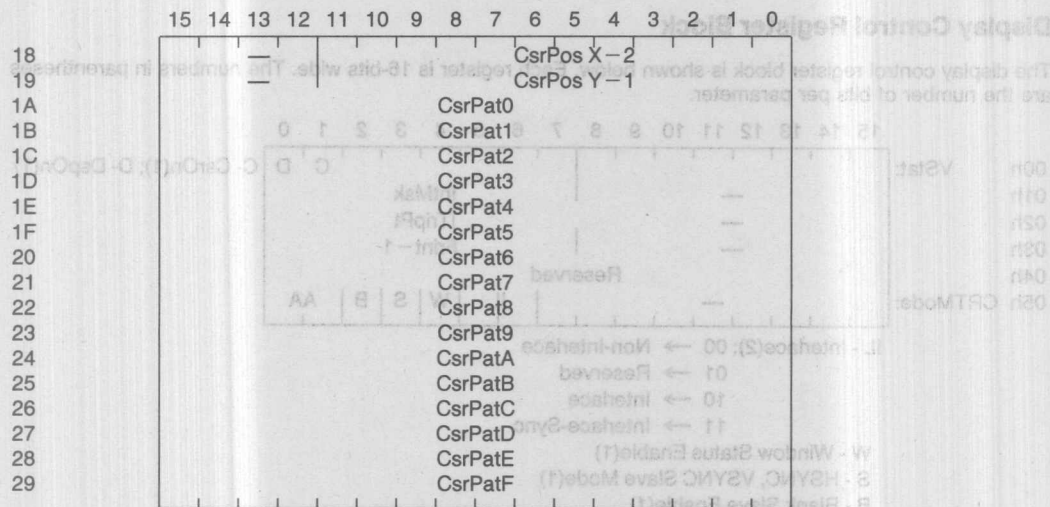 15 14 13 12 11 10 9 8 7 6 5 4 3 2 1 0
18 — CsrPos X−2
19 — CsrPos Y−1
1A CsrPat0
1B CsrPat1
1C CsrPat2
1D CsrPat3
1E CsrPat4
1F CsrPat5
20 CsrPat6
21 CsrPat7
22 CsrPat8
23 CsrPat9
24 CsrPatA
25 CsrPatB
26 CsrPatC
27 CsrPatD
28 CsrPatE
29 CsrPatF